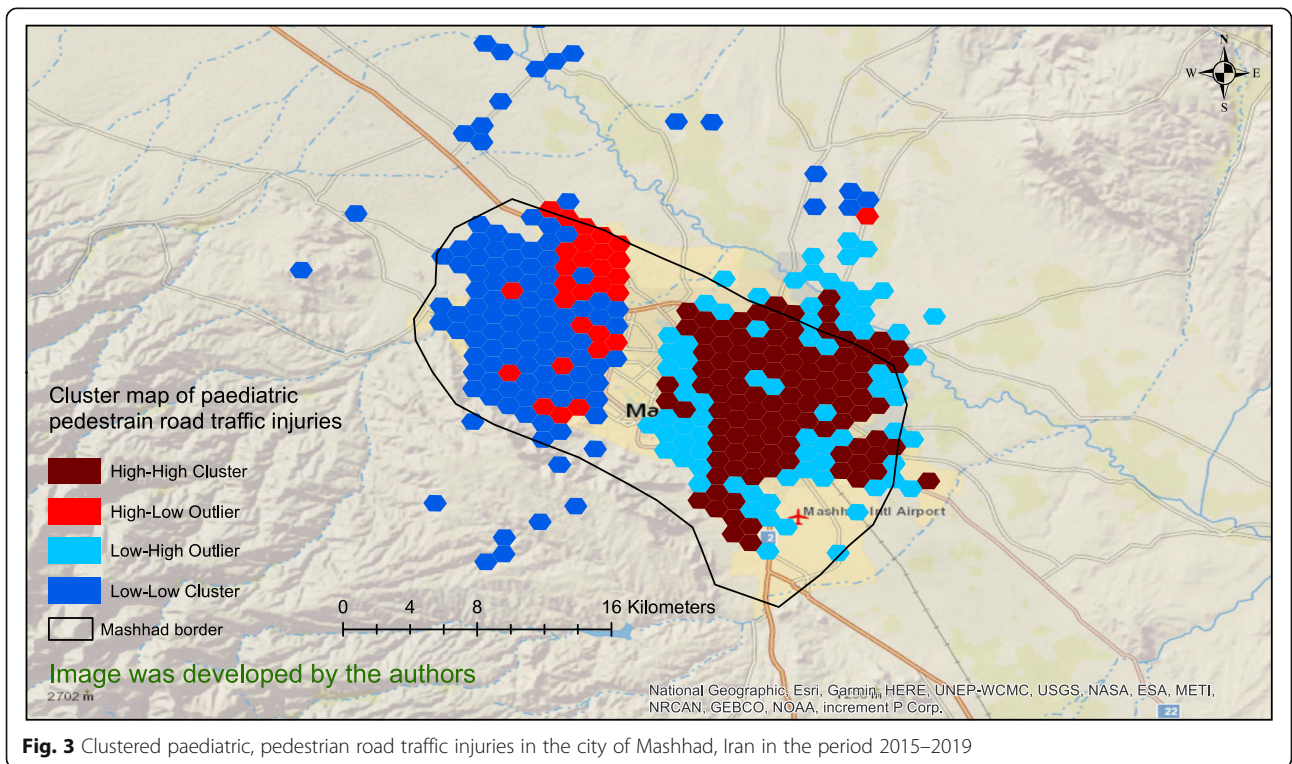 N
W E
S
Ma
Mashh Intl Airport
2
Cluster map of paediatric
pedestrain road traffic injuries
High-High Cluster
High-Low Outlier
Low-High Outlier
Low-Low Cluster
Mashhad border
0 4 8 16 Kilometers
Image was developed by the authors
2702 m
National Geographic, Esri, Garmin, HERE, UNEP-WCMC, USGS, NASA, ESA, METI,
NRCAN, GEBCO, NOAA, increment P Corp.
22
Fig. 3 Clustered paediatric, pedestrian road traffic injuries in the city of Mashhad, Iran in the period 2015–2019